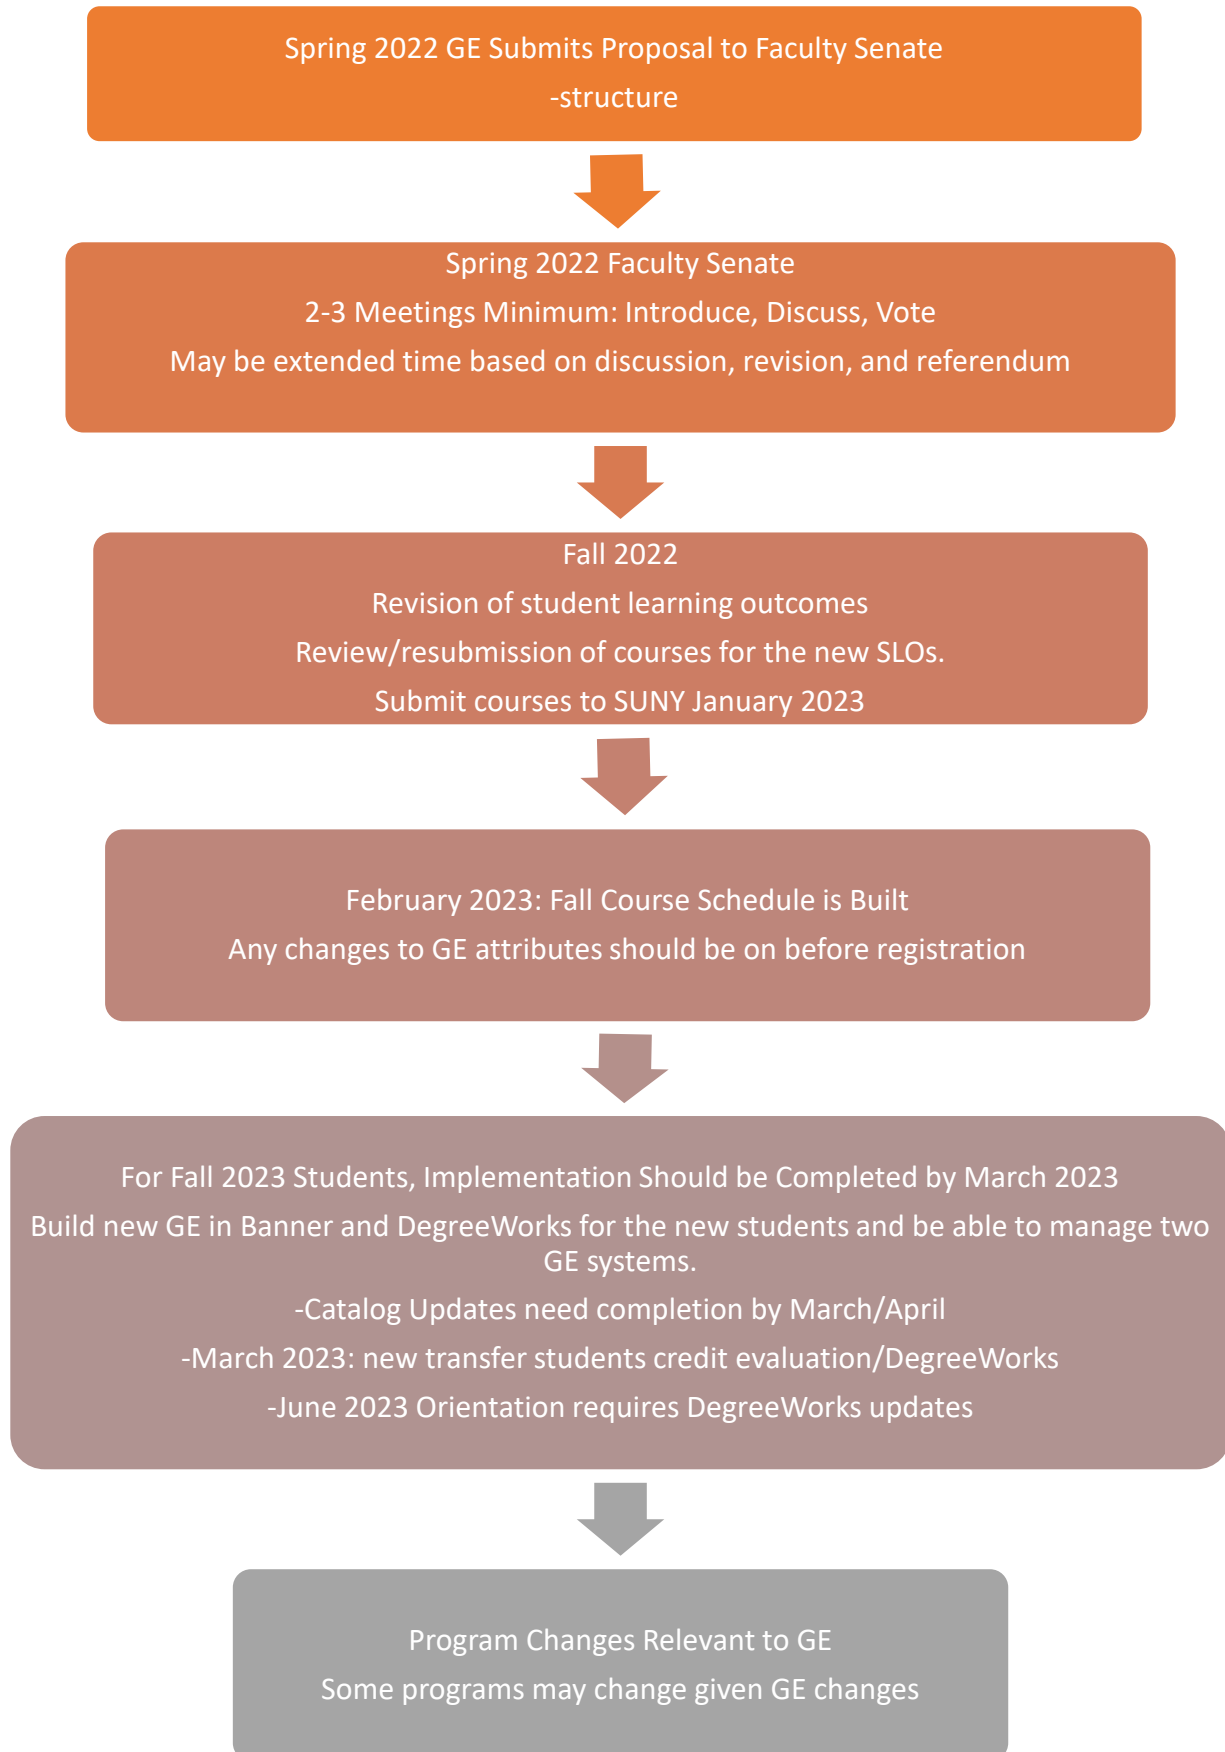 Spring 2022 GE Submits Proposal to Faculty Senate
-structure
Spring 2022 Faculty Senate
2-3 Meetings Minimum: Introduce, Discuss, Vote
May be extended time based on discussion, revision, and referendum
Fall 2022
Revision of student learning outcomes
Review/resubmission of courses for the new SLOs.
Submit courses to SUNY January 2023
February 2023: Fall Course Schedule is Built
Any changes to GE attributes should be on before registration
For Fall 2023 Students, Implementation Should be Completed by March 2023
Build new GE in Banner and DegreeWorks for the new students and be able to manage two
GE systems.
-Catalog Updates need completion by March/April
-March 2023: new transfer students credit evaluation/DegreeWorks
-June 2023 Orientation requires DegreeWorks updates
Program Changes Relevant to GE
Some programs may change given GE changes